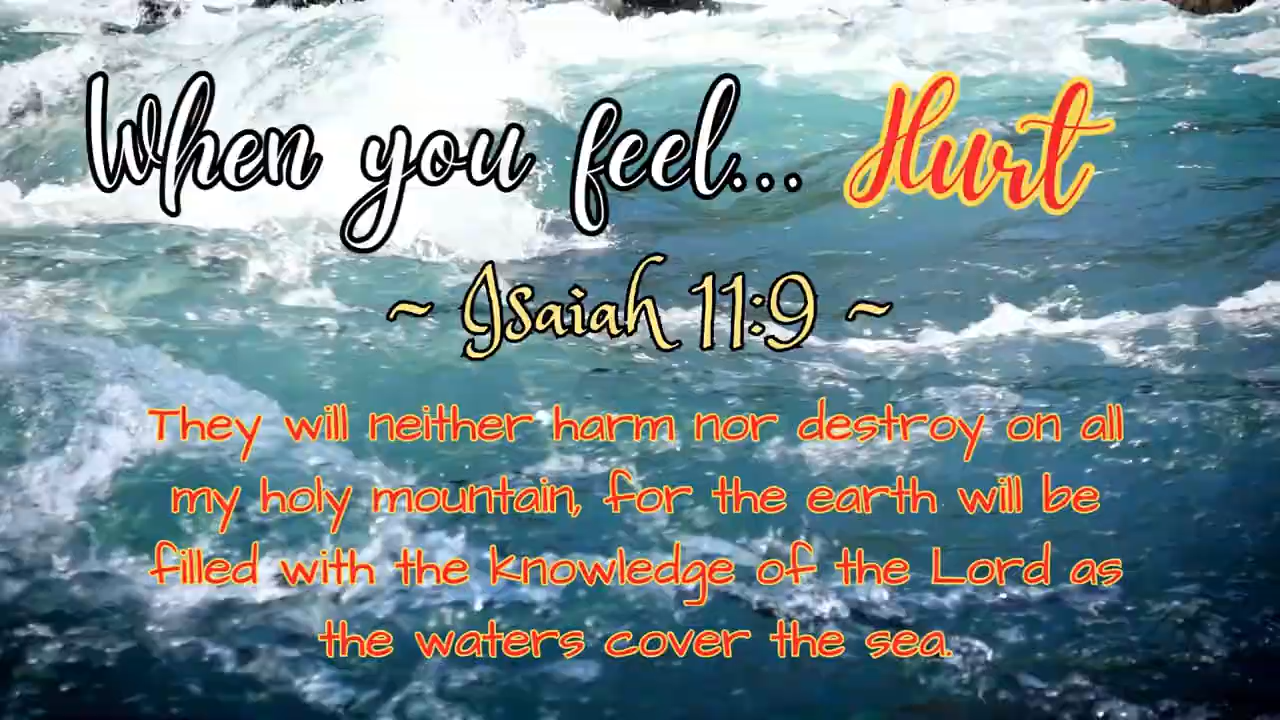 When you feel... Hurt
~ Isaiah 11:9 ~
They will neither harm nor destroy on all
my holy mountain, for the earth will be
filled with the knowledge of the Lord as
the waters cover the sea.